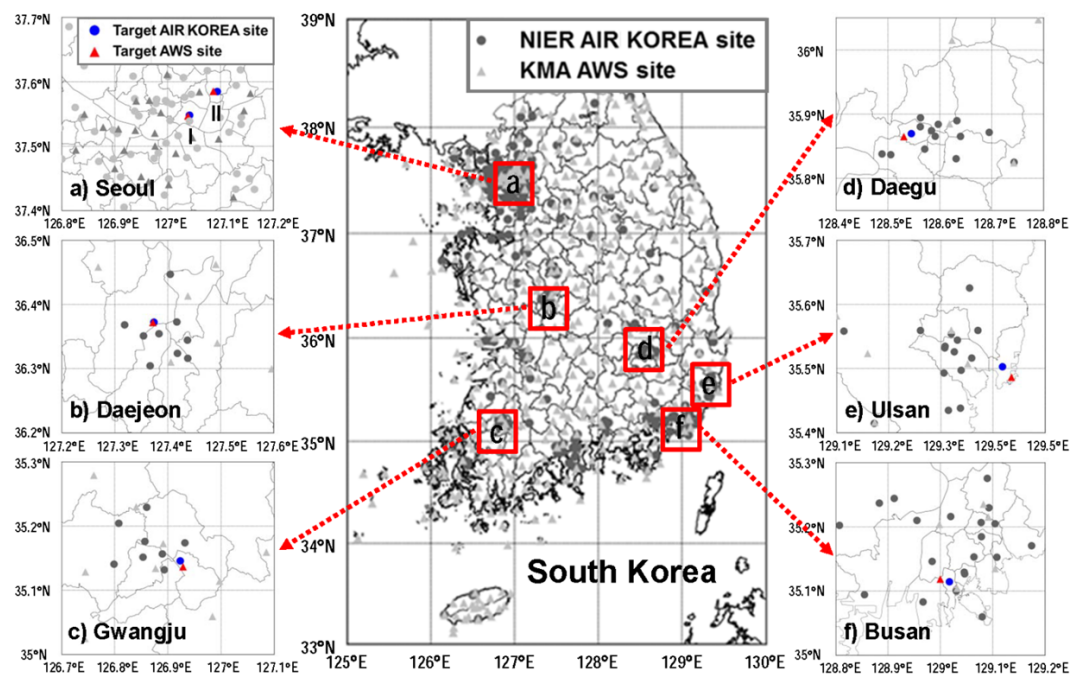 37.7°N
37.6°N
37.5°N
37.4°N
Target AIR KOREA site
Target AWS site
II
I
a) Seoul
126.8°E
126.9°E
127.0°E
127.1°E
127.2°E
36.5°N
36.4°N
36.3°N
36.2°N
b) Daejeon
127.2°E
127.3°E
127.4°E
127.5°E
127.6°E
35.3°N
35.2°N
35.1°N
35°N
c) Gwangju
126.7°E
126.8°E
126.9°E
127°E
127.1°E
39°N
38°N
37°N
36°N
35°N
34°N
33°N
NIER AIR KOREA site
KMA AWS site
a
b
d
e
c
f
South Korea
125°E
126°E
127°E
128°E
129°E
130°E
36°N
35.9°N
35.8°N
d) Daegu
128.4°E
128.5°E
128.6°E
128.7°E
128.8°E
35.7°N
35.6°N
35.5°N
35.4°N
e) Ulsan
129.1°E
129.2°E
129.3°E
129.4°E
129.5°E
35.3°N
35.2°N
35.1°N
35°N
f) Busan
128.8°E
128.9°E
129°E
129.1°E
129.2°E